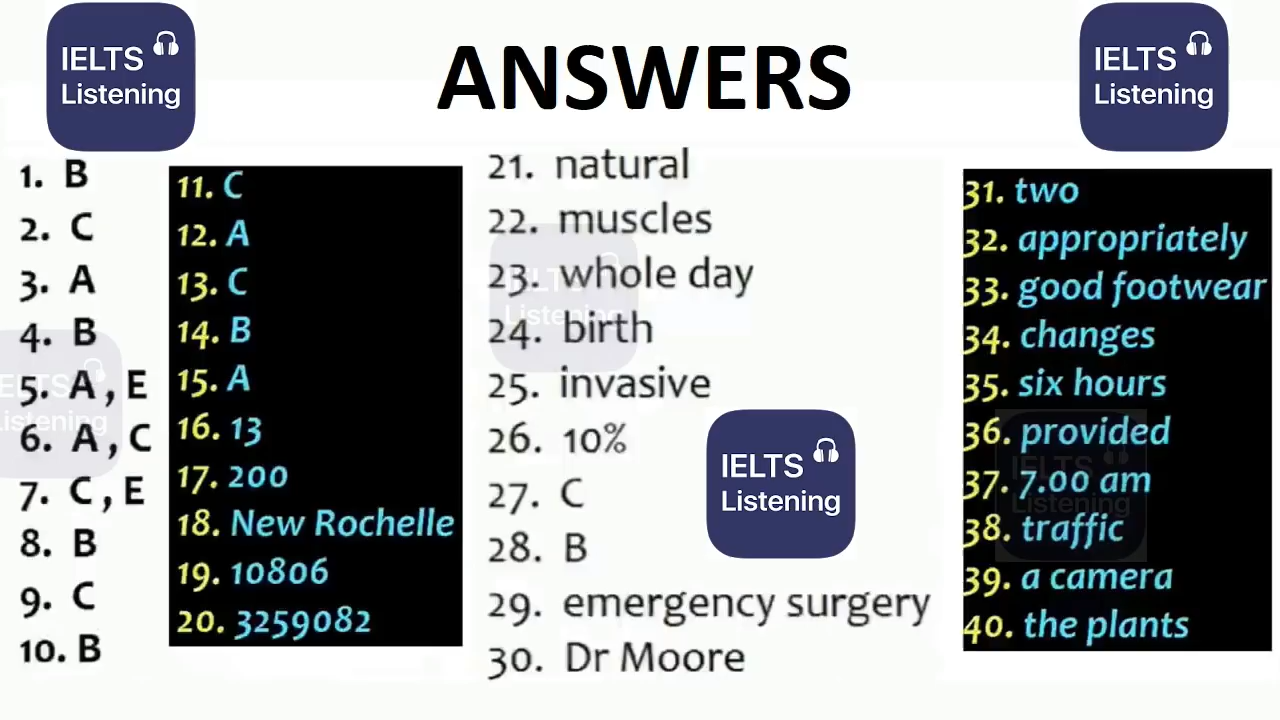 IELTS
Listening
ANSWERS
IELTS
Listening
1. B
2. C
3. A
4. B
5. A , E
6. A , C
7. C , E
8. B
9. C
10. B
11. C
12. A
13. C
14. B
15. A
16. 13
17. 200
18. New Rochelle
19. 10806
20. 3259082
21. natural
22. muscles
23. whole day
24. birth
25. invasive
26. 10%
27. C
28. B
29. emergency surgery
30. Dr Moore
IELTS
Listening
31. two
32. appropriately
33. good footwear
34. changes
35. six hours
36. provided
37. 7.00 am
38. traffic
39. a camera
40. the plants